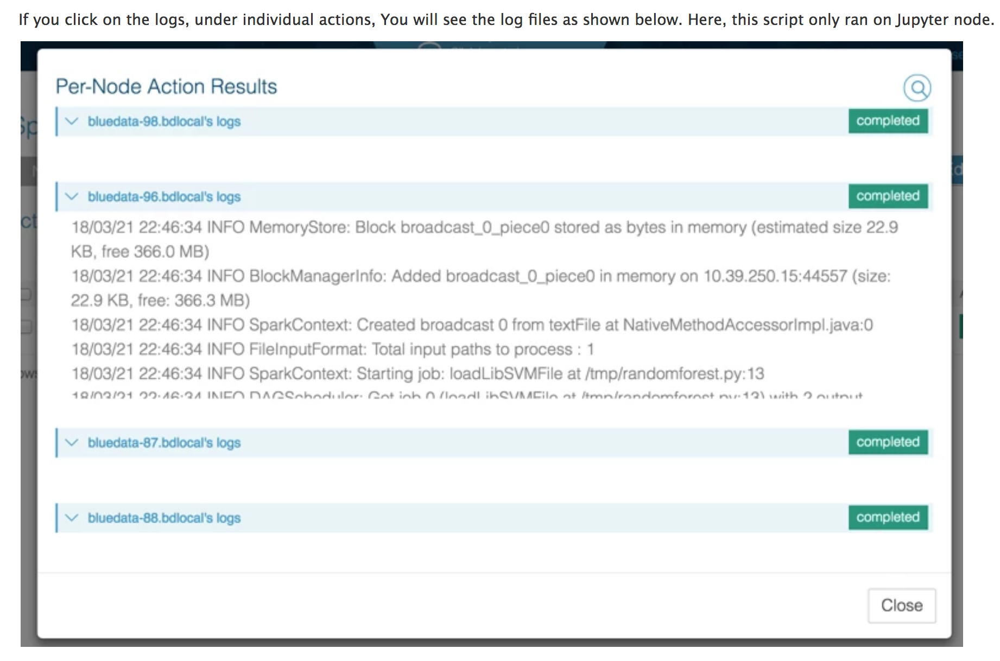 If you click on the logs, under individual actions, You will see the log files as shown below. Here, this script only ran on Jupyter node.
Per-Node Action Results
bluedata-98.bdlocal's logs
completed
bluedata-96.bdlocal's logs
completed
18/03/21 22:46:34 INFO MemoryStore: Block broadcast_0_piece0 stored as bytes in memory (estimated size 22.9
KB, free 366.0 MB)
18/03/21 22:46:34 INFO BlockManagerInfo: Added broadcast_0_piece0 in memory on 10.39.250.15:44557 (size:
22.9 KB, free: 366.3 MB)
18/03/21 22:46:34 INFO SparkContext: Created broadcast 0 from textFile at NativeMethodAccessorImpl.java:0
18/03/21 22:46:34 INFO FileInputFormat: Total input paths to process : 1
18/03/21 22:46:34 INFO SparkContext: Starting job: loadLibSVMFile at /tmp/randomforest.py:13
18/03/21 22:46:34 INFO DAGScheduler: Got job 0 (loadLibSVMFile at /tmp/randomforest.py:13) with 2 output
bluedata-87.bdlocal's logs
completed
bluedata-88.bdlocal's logs
completed
Close